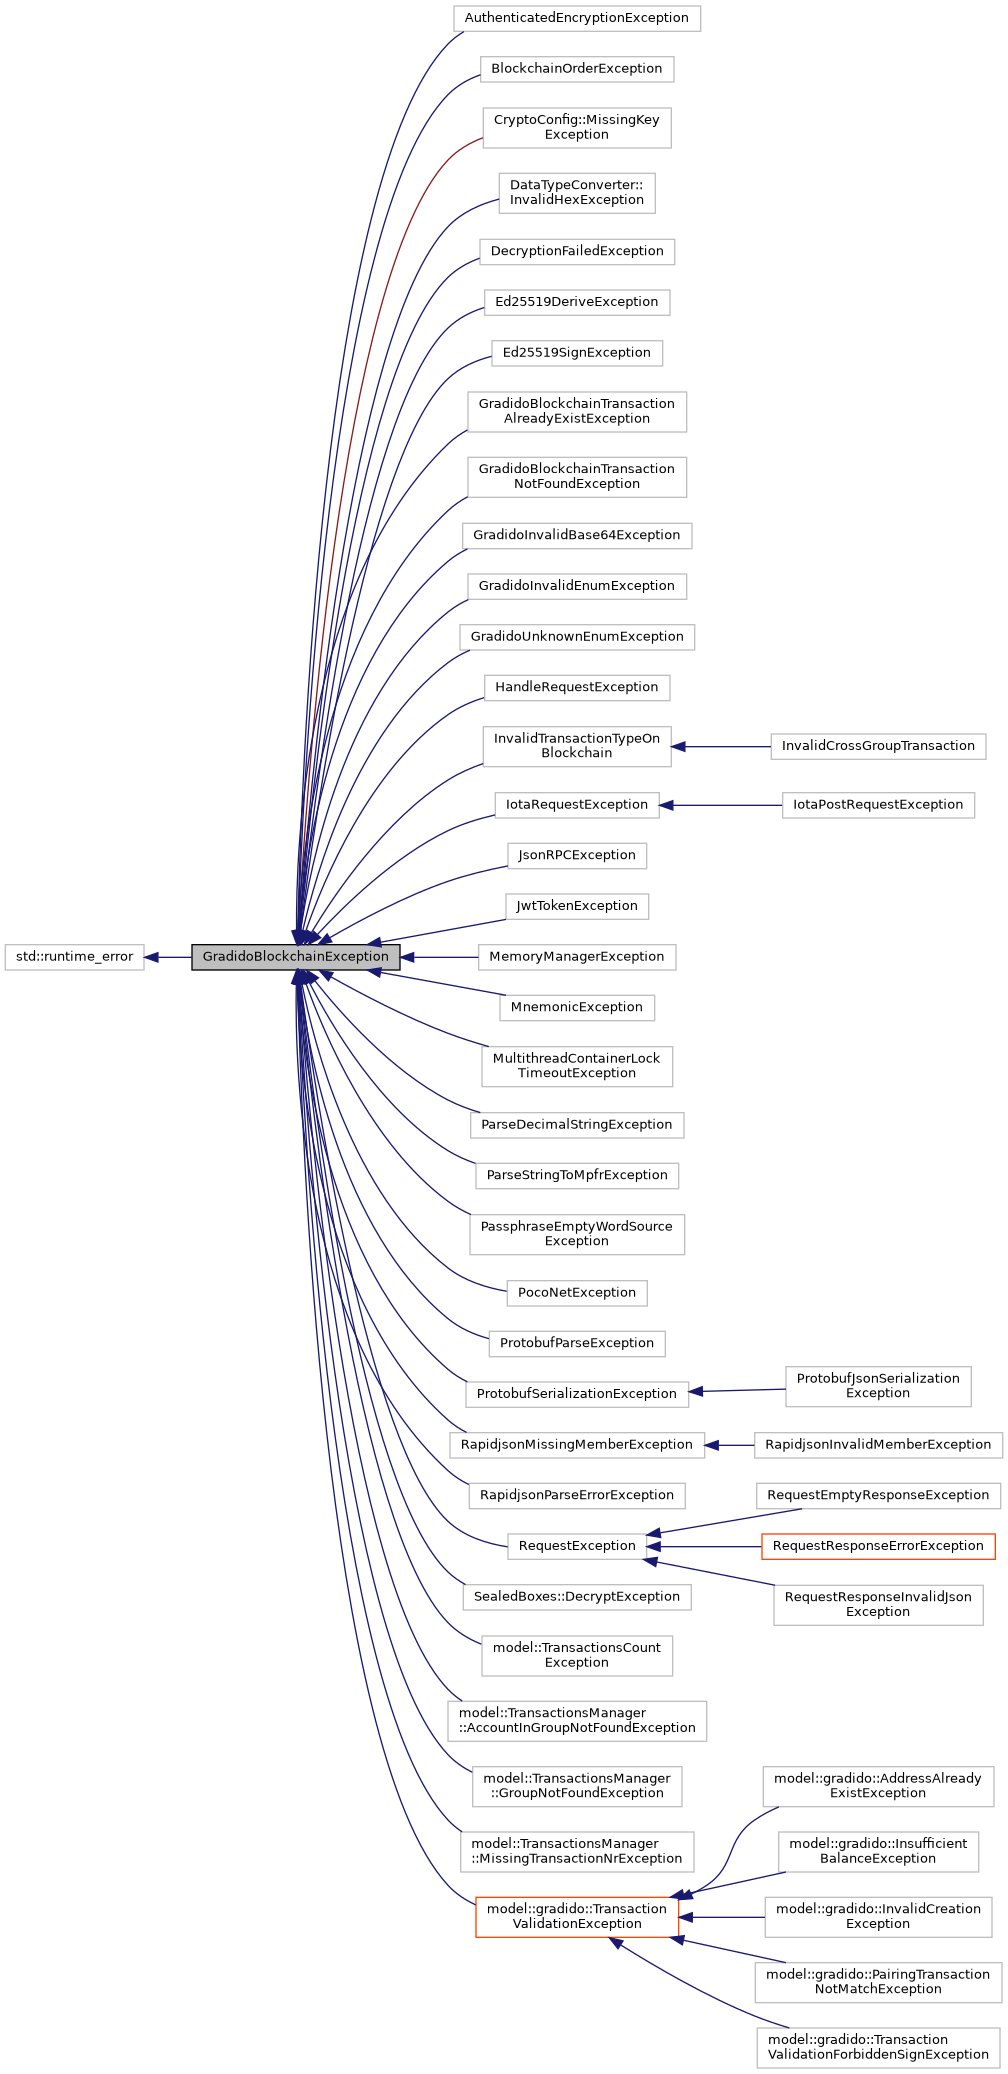 AuthenticatedEncryptionException
BlockchainOrderException
CryptoConfig::MissingKey
Exception
DataTypeConverter::
InvalidHexException
DecryptionFailedException
Ed25519DeriveException
Ed25519SignException
GradidoBlockchainTransaction
AlreadyExistException
GradidoBlockchainTransaction
NotFoundException
GradidoInvalidBase64Exception
GradidoInvalidEnumException
GradidoUnknownEnumException
HandleRequestException
InvalidTransactionTypeOn
Blockchain
InvalidCrossGroupTransaction
IotaRequestException
IotaPostRequestException
JsonRPCException
JwtTokenException
std::runtime_error
GradidoBlockchainException
MemoryManagerException
MnemonicException
MultithreadContainerLock
TimeoutException
ParseDecimalStringException
ParseStringToMpfrException
PassphraseEmptyWordSource
Exception
PocoNetException
ProtobufParseException
ProtobufSerializationException
ProtobufJsonSerialization
Exception
RapidjsonMissingMemberException
RapidjsonInvalidMemberException
RapidjsonParseErrorException
RequestEmptyResponseException
RequestException
RequestResponseErrorException
RequestResponseInvalidJson
Exception
SealedBoxes::DecryptException
model::TransactionsCount
Exception
model::TransactionsManager
::AccountInGroupNotFoundException
model::TransactionsManager
::GroupNotFoundException
model::gradido::AddressAlready
ExistException
model::TransactionsManager
::MissingTransactionNrException
model::gradido::Insufficient
BalanceException
model::gradido::Transaction
ValidationException
model::gradido::InvalidCreation
Exception
model::gradido::PairingTransaction
NotMatchException
model::gradido::Transaction
ValidationForbiddenSignException